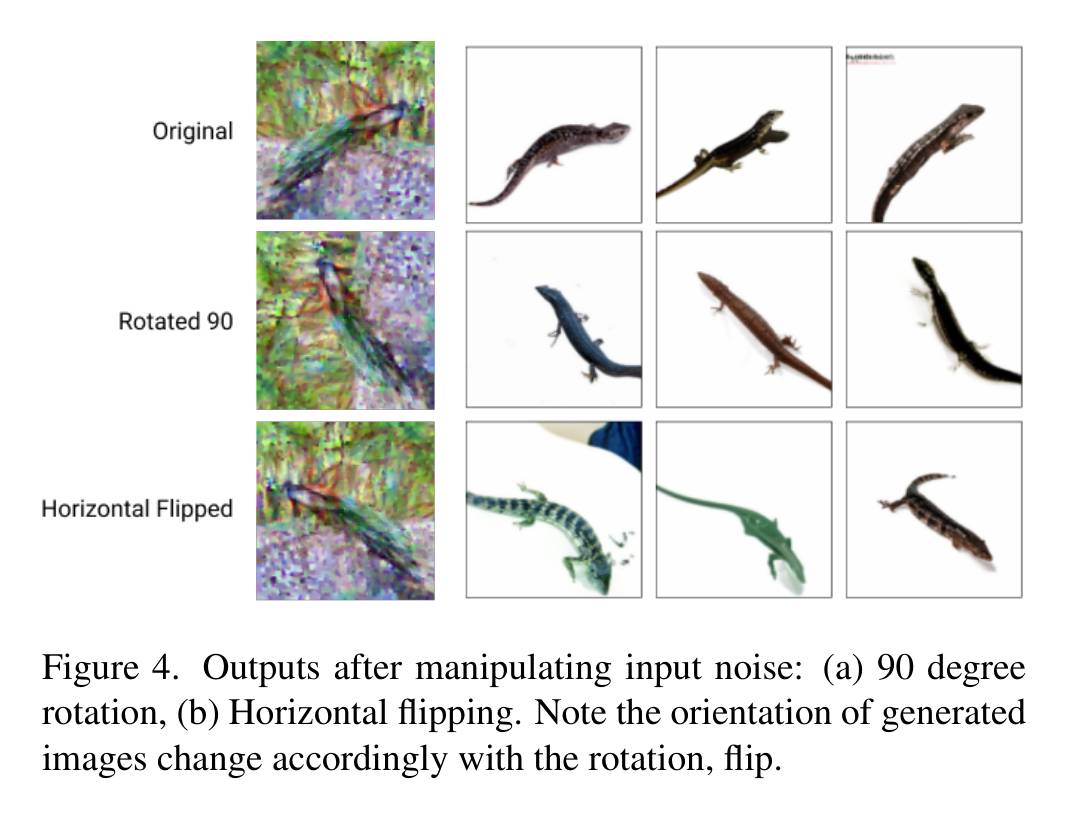 Original
Rotated 90
Horizontal Flipped
Figure 4. Outputs after manipulating input noise: (a) 90 degree
rotation, (b) Horizontal flipping. Note the orientation of generated
images change accordingly with the rotation, flip.